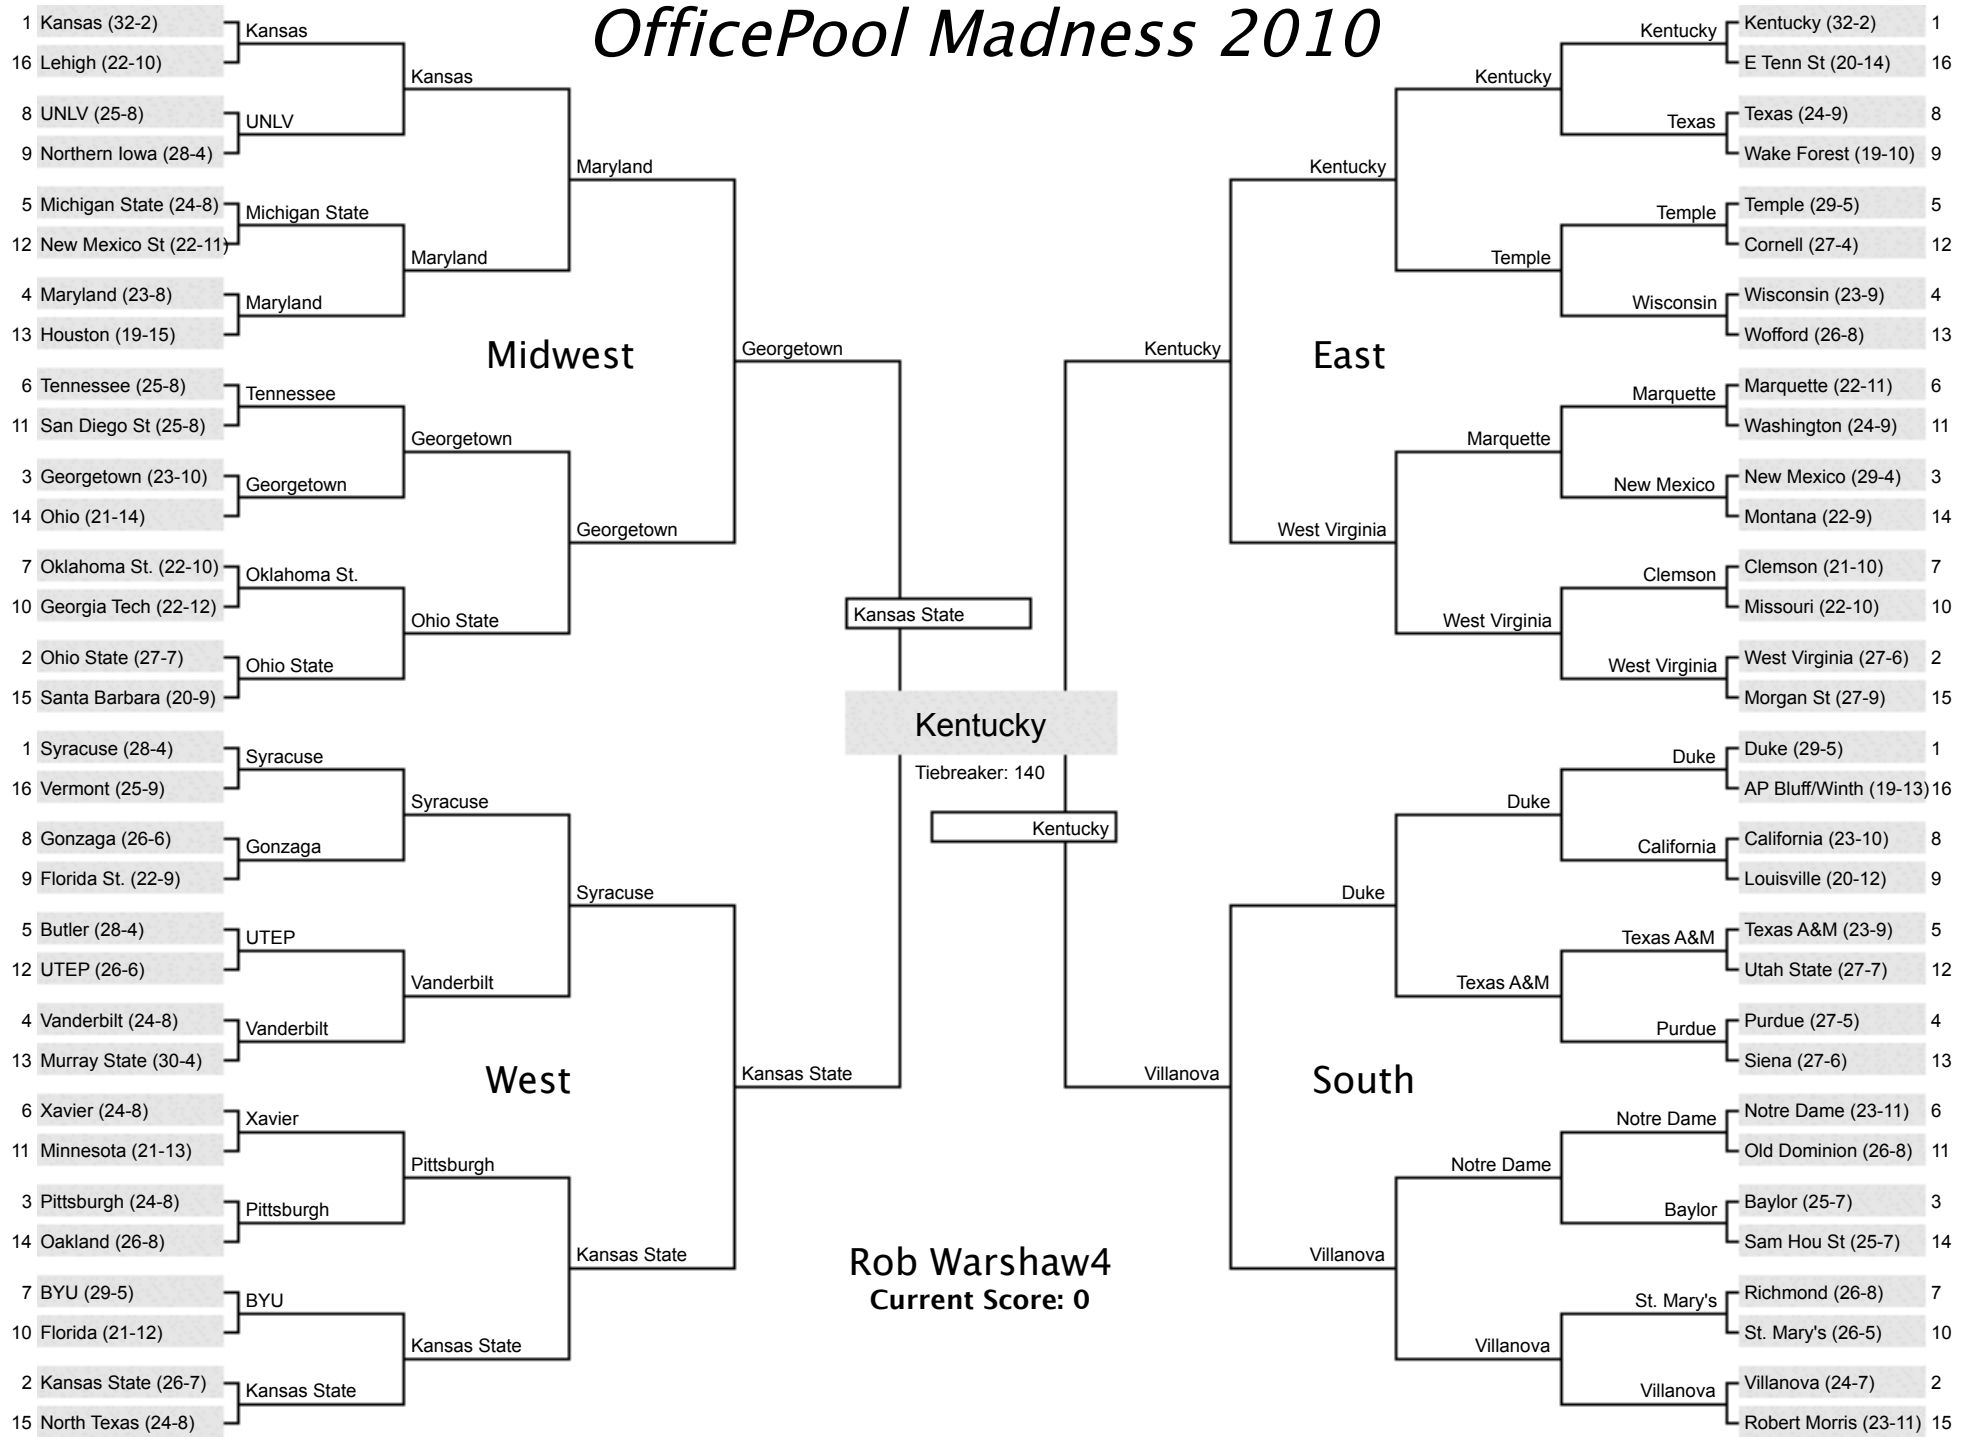 OfficePool Madness 2010
1 Kansas (32-2)
Kansas
16 Lehigh (22-10)
Kansas
8 UNLV (25-8)
UNLV
9 Northern Iowa (28-4)
Maryland
5 Michigan State (24-8)
Michigan State
12 New Mexico St (22-11)
Maryland
4 Maryland (23-8)
Maryland
13 Houston (19-15)
Midwest
Georgetown
6 Tennessee (25-8)
Tennessee
11 San Diego St (25-8)
Georgetown
3 Georgetown (23-10)
Georgetown
14 Ohio (21-14)
Georgetown
7 Oklahoma St. (22-10)
Oklahoma St.
10 Georgia Tech (22-12)
Ohio State
2 Ohio State (27-7)
Ohio State
15 Santa Barbara (20-9)
Kansas State
1 Syracuse (28-4)
Syracuse
16 Vermont (25-9)
Syracuse
8 Gonzaga (26-6)
Gonzaga
9 Florida St. (22-9)
Syracuse
5 Butler (28-4)
UTEP
12 UTEP (26-6)
Vanderbilt
4 Vanderbilt (24-8)
Vanderbilt
13 Murray State (30-4)
West
Kansas State
6 Xavier (24-8)
Xavier
11 Minnesota (21-13)
Pittsburgh
3 Pittsburgh (24-8)
Pittsburgh
14 Oakland (26-8)
Kansas State
7 BYU (29-5)
BYU
10 Florida (21-12)
Kansas State
2 Kansas State (26-7)
Kansas State
15 North Texas (24-8)
Kentucky
Tiebreaker: 140
Kentucky
Rob Warshaw4
Current Score: 0
Kentucky (32-2) 1
Kentucky
E Tenn St (20-14) 16
Kentucky
Texas (24-9) 8
Texas
Wake Forest (19-10) 9
Kentucky
Temple (29-5) 5
Temple
Cornell (27-4) 12
Temple
Wisconsin (23-9) 4
Wisconsin
Wofford (26-8) 13
Kentucky
East
Marquette (22-11) 6
Marquette
Washington (24-9) 11
Marquette
New Mexico (29-4) 3
New Mexico
Montana (22-9) 14
West Virginia
Clemson (21-10) 7
Clemson
Missouri (22-10) 10
West Virginia
West Virginia (27-6) 2
West Virginia
Morgan St (27-9) 15
Duke (29-5) 1
Duke
AP Bluff/Winth (19-13) 16
Duke
California (23-10) 8
California
Louisville (20-12) 9
Duke
Texas A&M (23-9) 5
Texas A&M
Utah State (27-7) 12
Texas A&M
Purdue (27-5) 4
Purdue
Siena (27-6) 13
Villanova
South
Notre Dame (23-11) 6
Notre Dame
Old Dominion (26-8) 11
Notre Dame
Baylor (25-7) 3
Baylor
Sam Hou St (25-7) 14
Villanova
Richmond (26-8) 7
St. Mary's
St. Mary's (26-5) 10
Villanova
Villanova (24-7) 2
Villanova
Robert Morris (23-11) 15